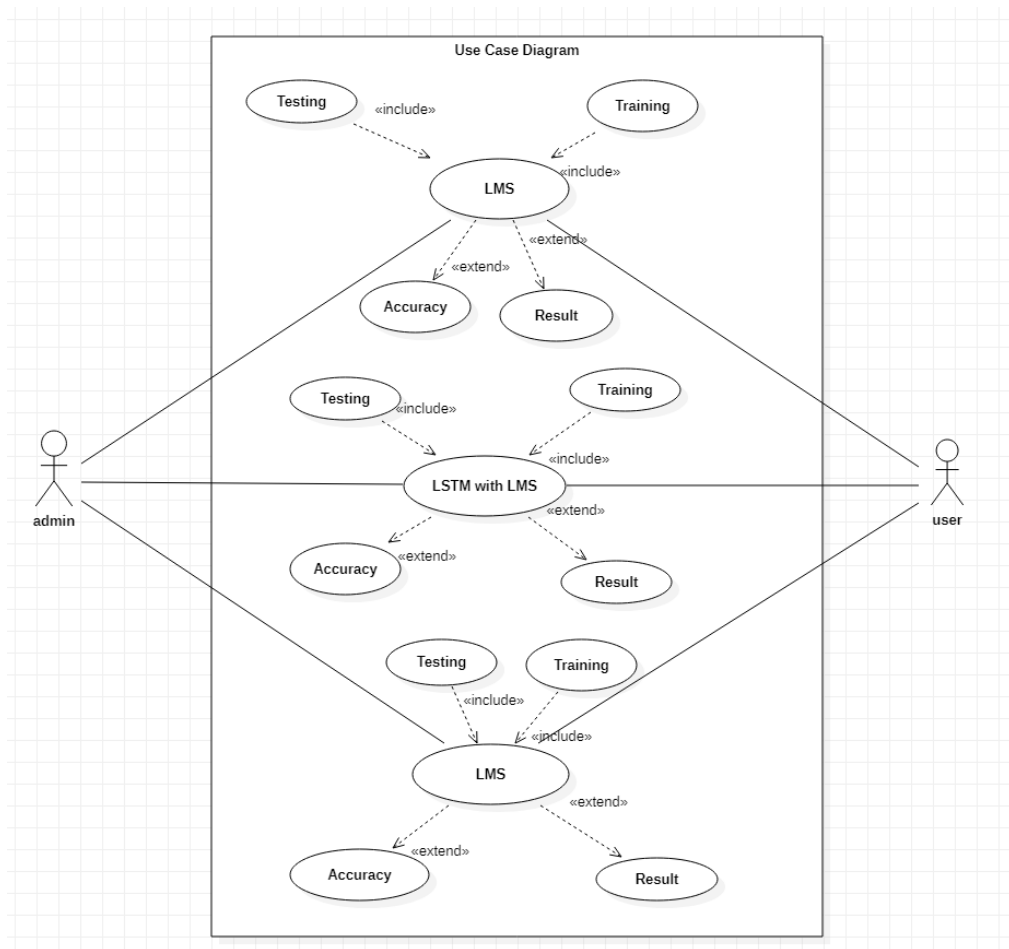 Use Case Diagram
Testing
«include»
Training
«include»
LMS
«extend»
«extend»
Accuracy
Result
Testing
«include»
Training
«include»
LSTM with LMS
«extend»
«extend»
Accuracy
Result
admin
user
Testing
Training
«include»
«include»
LMS
«extend»
«extend»
Accuracy
Result